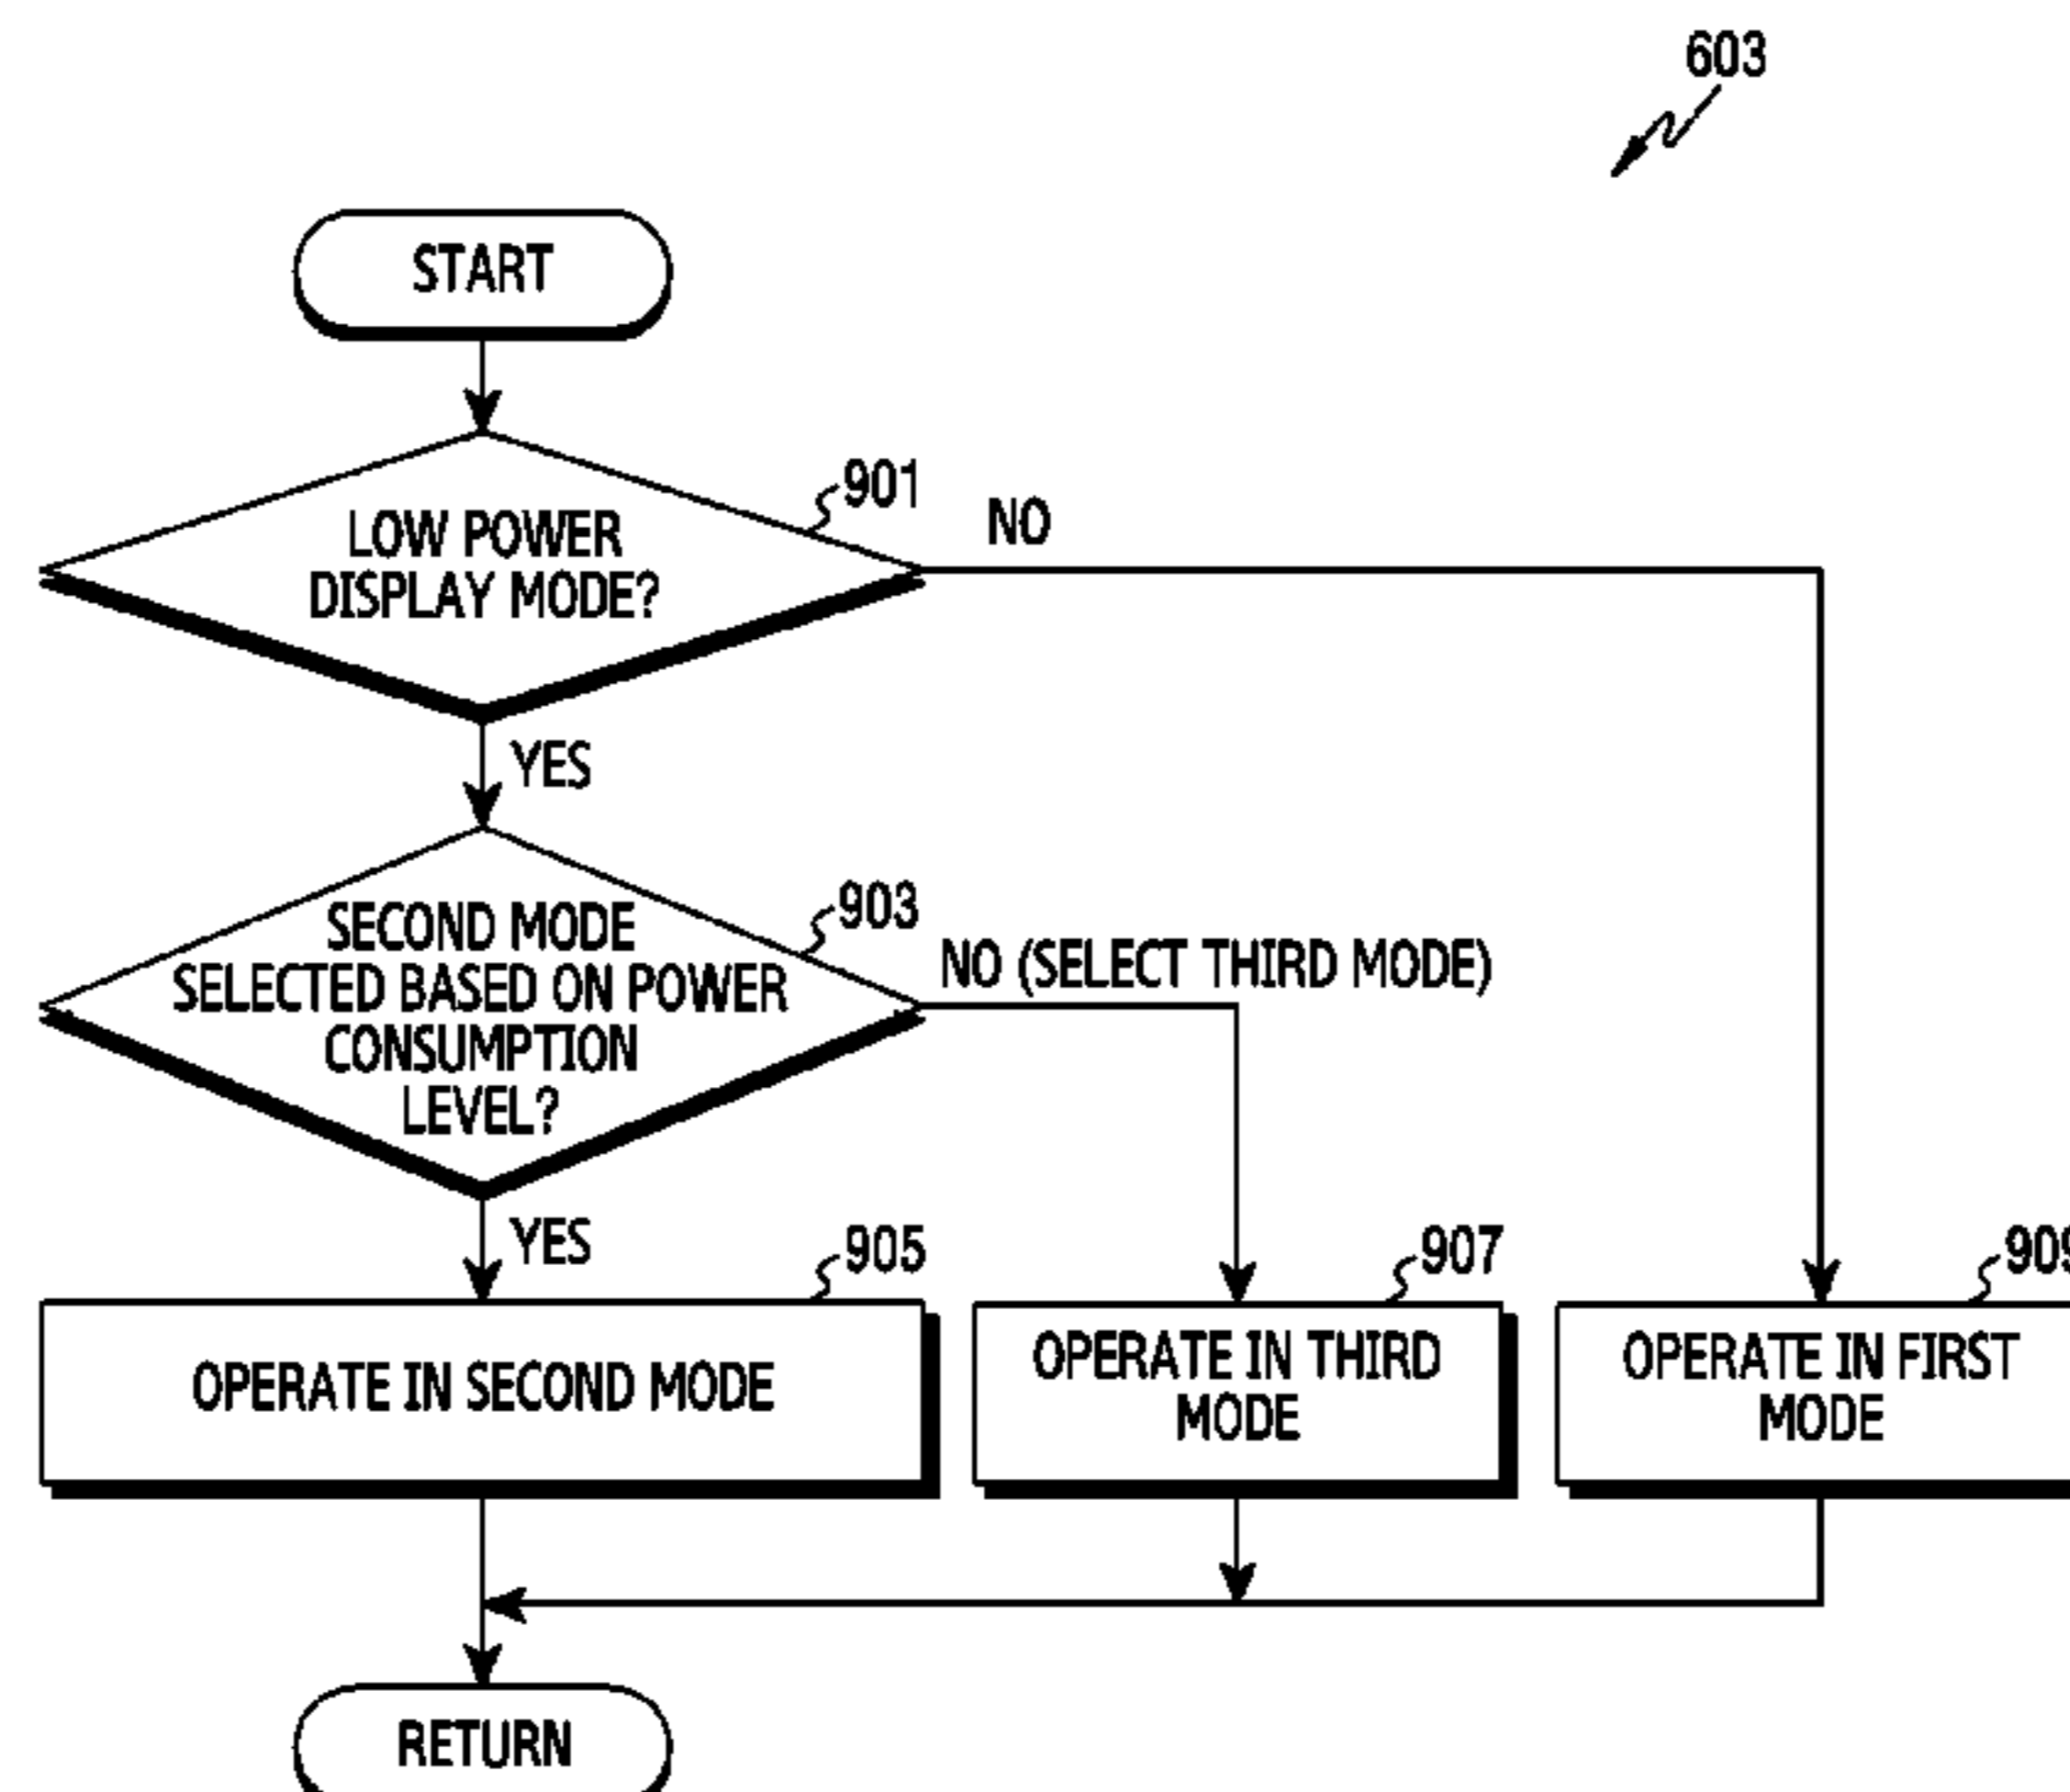 603
START
901
NO
LOW POWER
DISPLAY MODE?
YES
903
SECOND MODE
SELECTED BASED ON POWER
CONSUMPTION
LEVEL?
NO (SELECT THIRD MODE)
YES
905
907
909
OPERATE IN SECOND MODE
OPERATE IN THIRD
MODE
OPERATE IN FIRST
MODE
RETURN